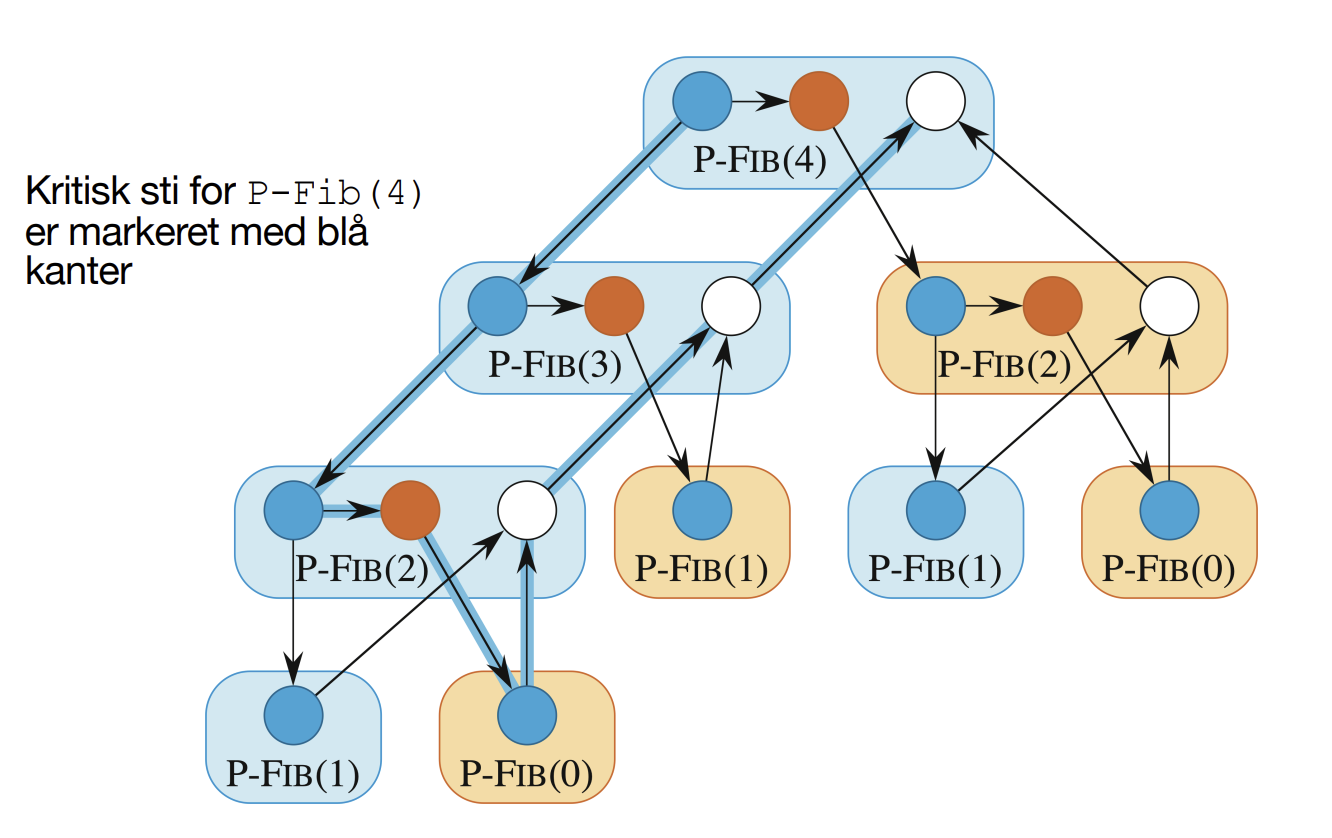 P-FIB(4)
Kritisk sti for P-Fib(4)
er markeret med blå
kanter
P-FIB(3)
P-FIB(2)
P-FIB(2)
P-FIB(1)
P-FIB(1)
P-FIB(0)
P-FIB(1)
P-FIB(0)